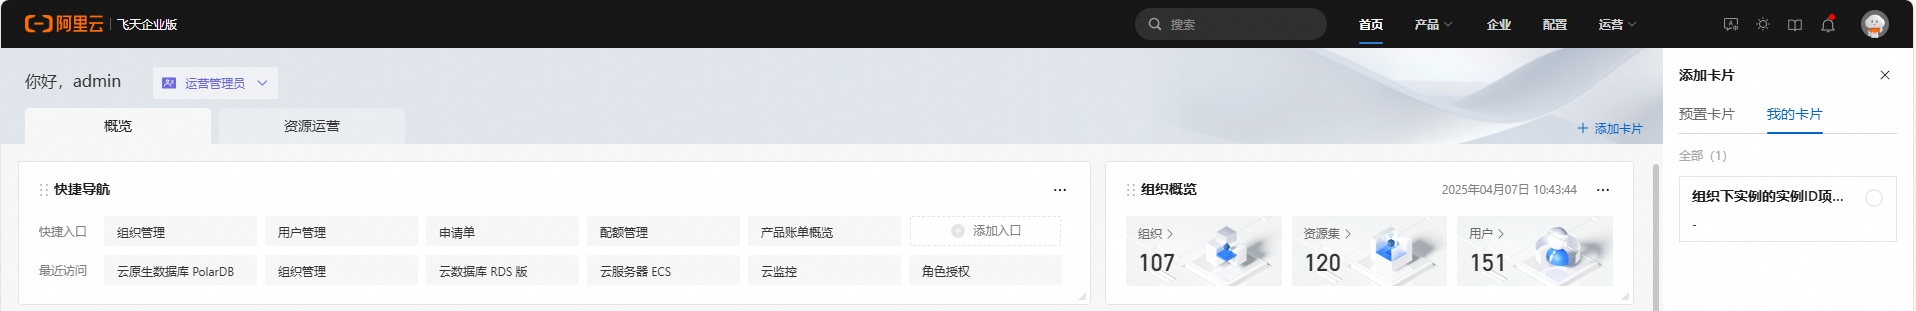 阿里云 飞天企业版 搜索 首页 产品 企业 配置 运营
你好，admin 运营管理员
概览 资源运营 添加卡片
快捷导航
快捷入口 组织管理 用户管理 申请单 配额管理 产品账单概览 添加入口
最近访问 云原生数据库 PolarDB 组织管理 云数据库 RDS 版 云服务器 ECS 云监控 角色授权
组织概览 2025年04月07日 10:43:44
组织 资源集 用户
107 120 151
添加卡片
预置卡片 我的卡片
全部（1）
组织下实例的实例ID项...
-